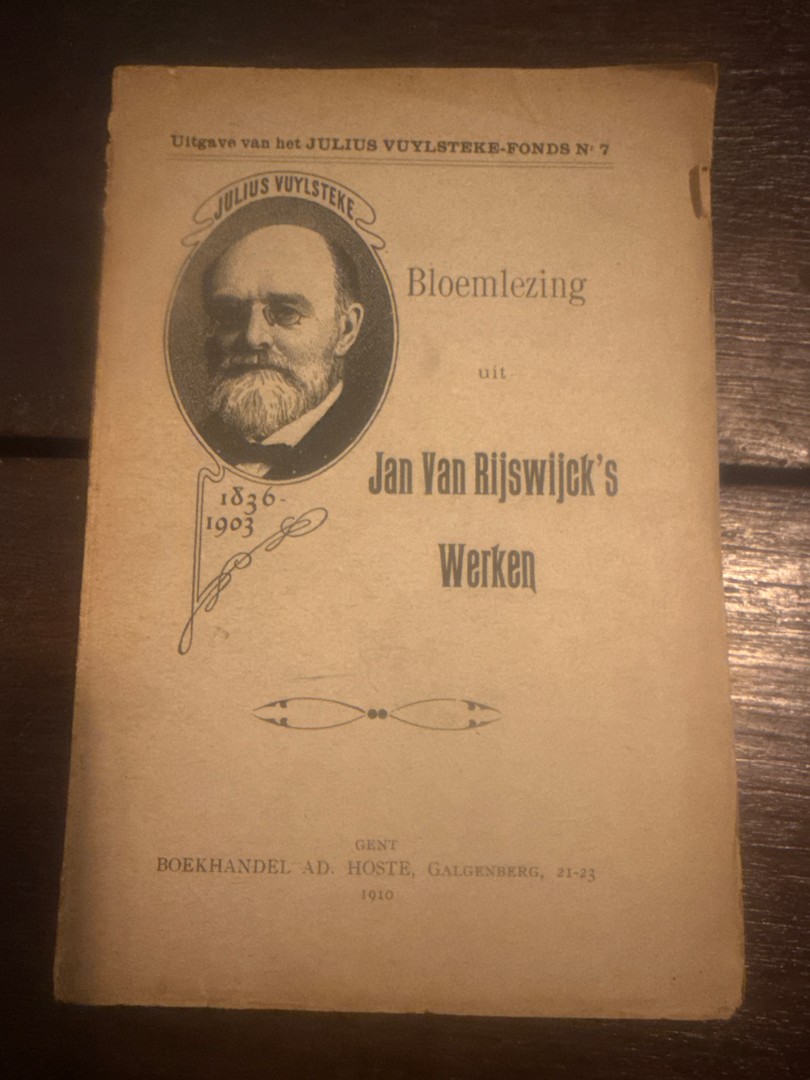 Uitgave van het JULIUS VUYLSTEKE-FONDS Nr 7
JULIUS VUYLSTEKE
Bloemlezing
uit
Jan Van Rijswijck's
Werken
1836-
1903
GENT
BOEKHANDEL AD. HOSTE, GALGENBERG, 21-23
1910